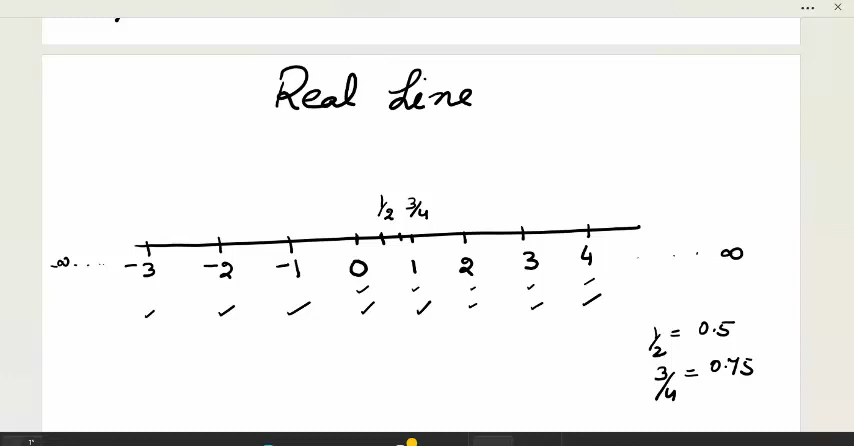 Real Line
1/2 3/4
-∞.... -3 -2 -1 0 1 2 3 4 .... ∞
1/2 = 0.5
3/4 = 0.75